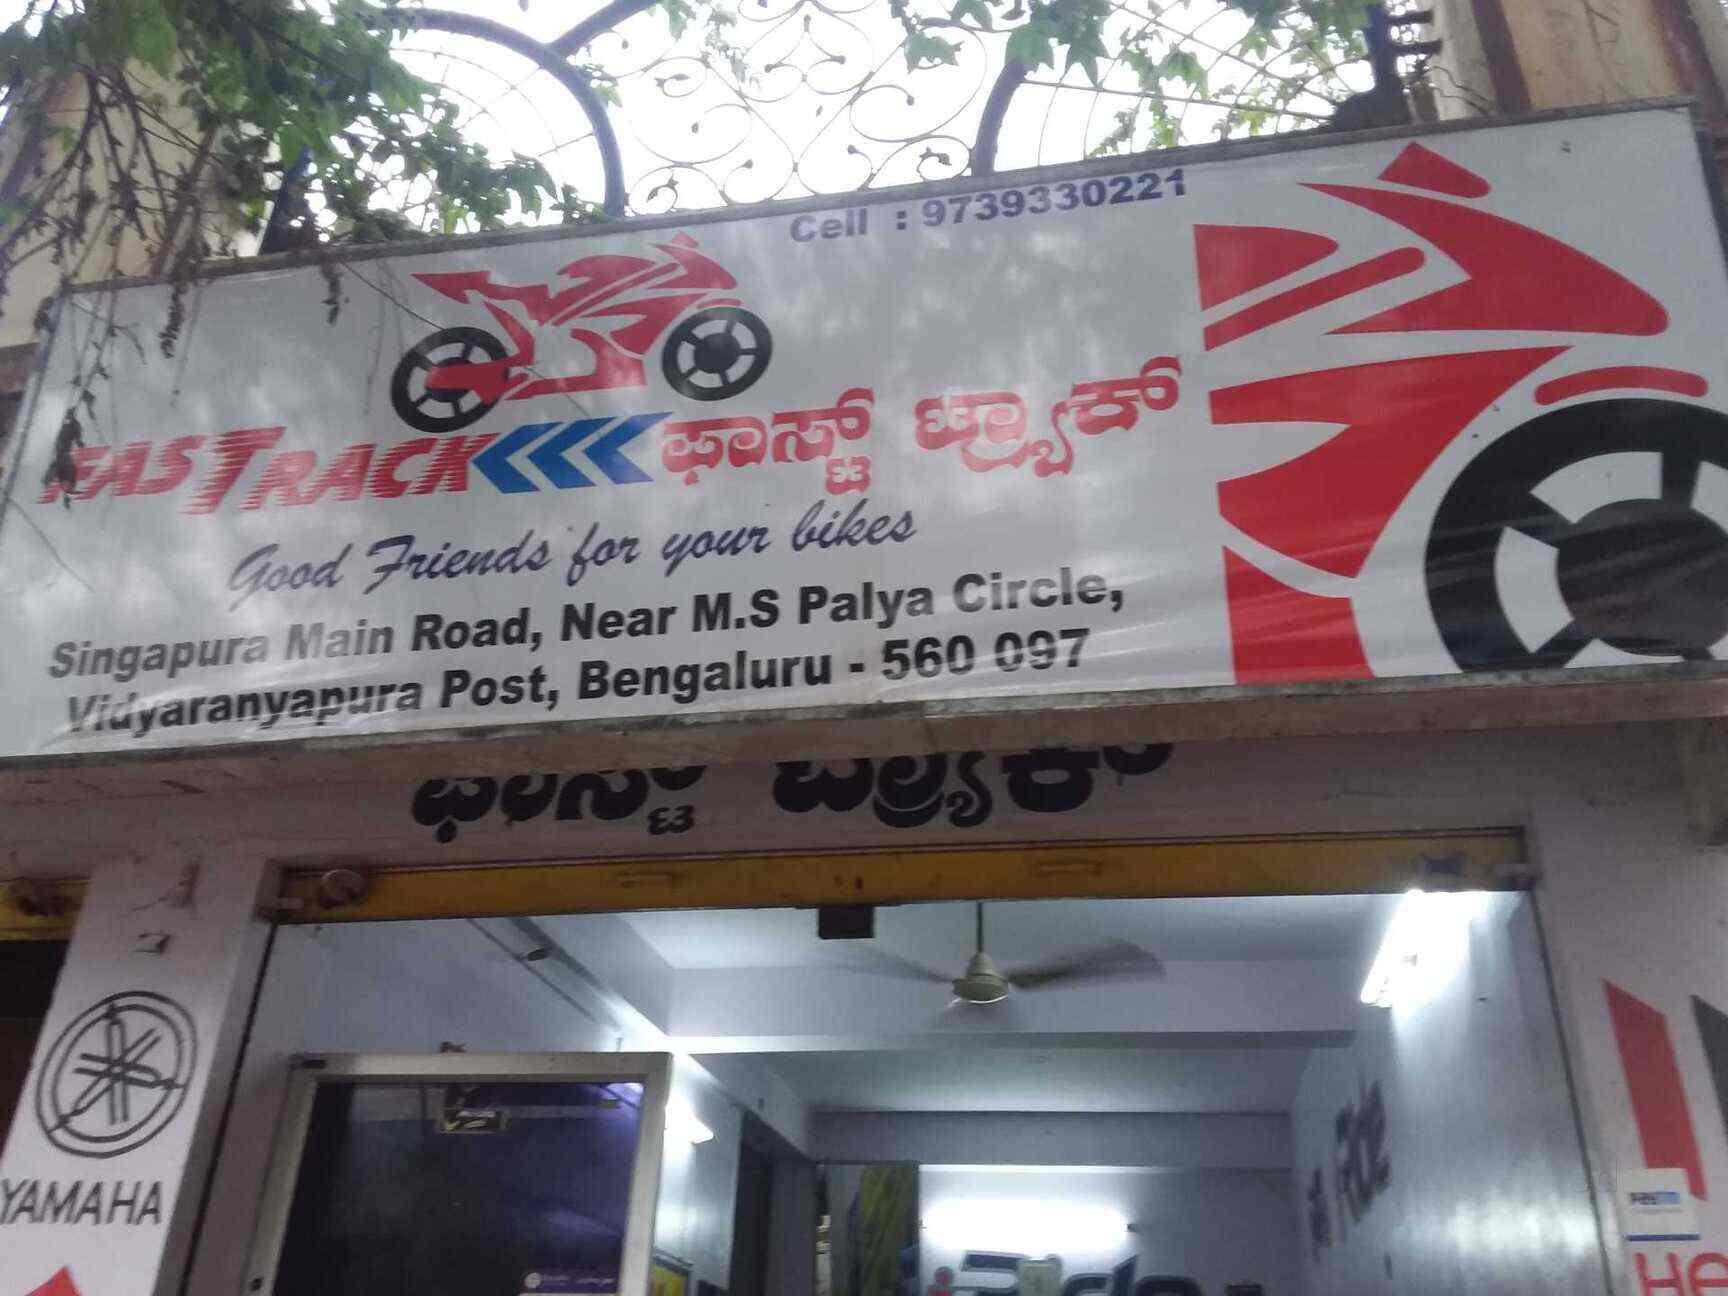 Cell : 9739330221
FASTRACK ಫಾಸ್ಟ್ ಟ್ರ್ಯಾಕ್
Good Friends for your bikes
Singapura Main Road, Near M.S Palya Circle,
Vidyaranyapura Post, Bengaluru - 560 097
ಫಾಸ್ಟ್ ಟ್ರ್ಯಾಕ್
YAMAHA
Ride